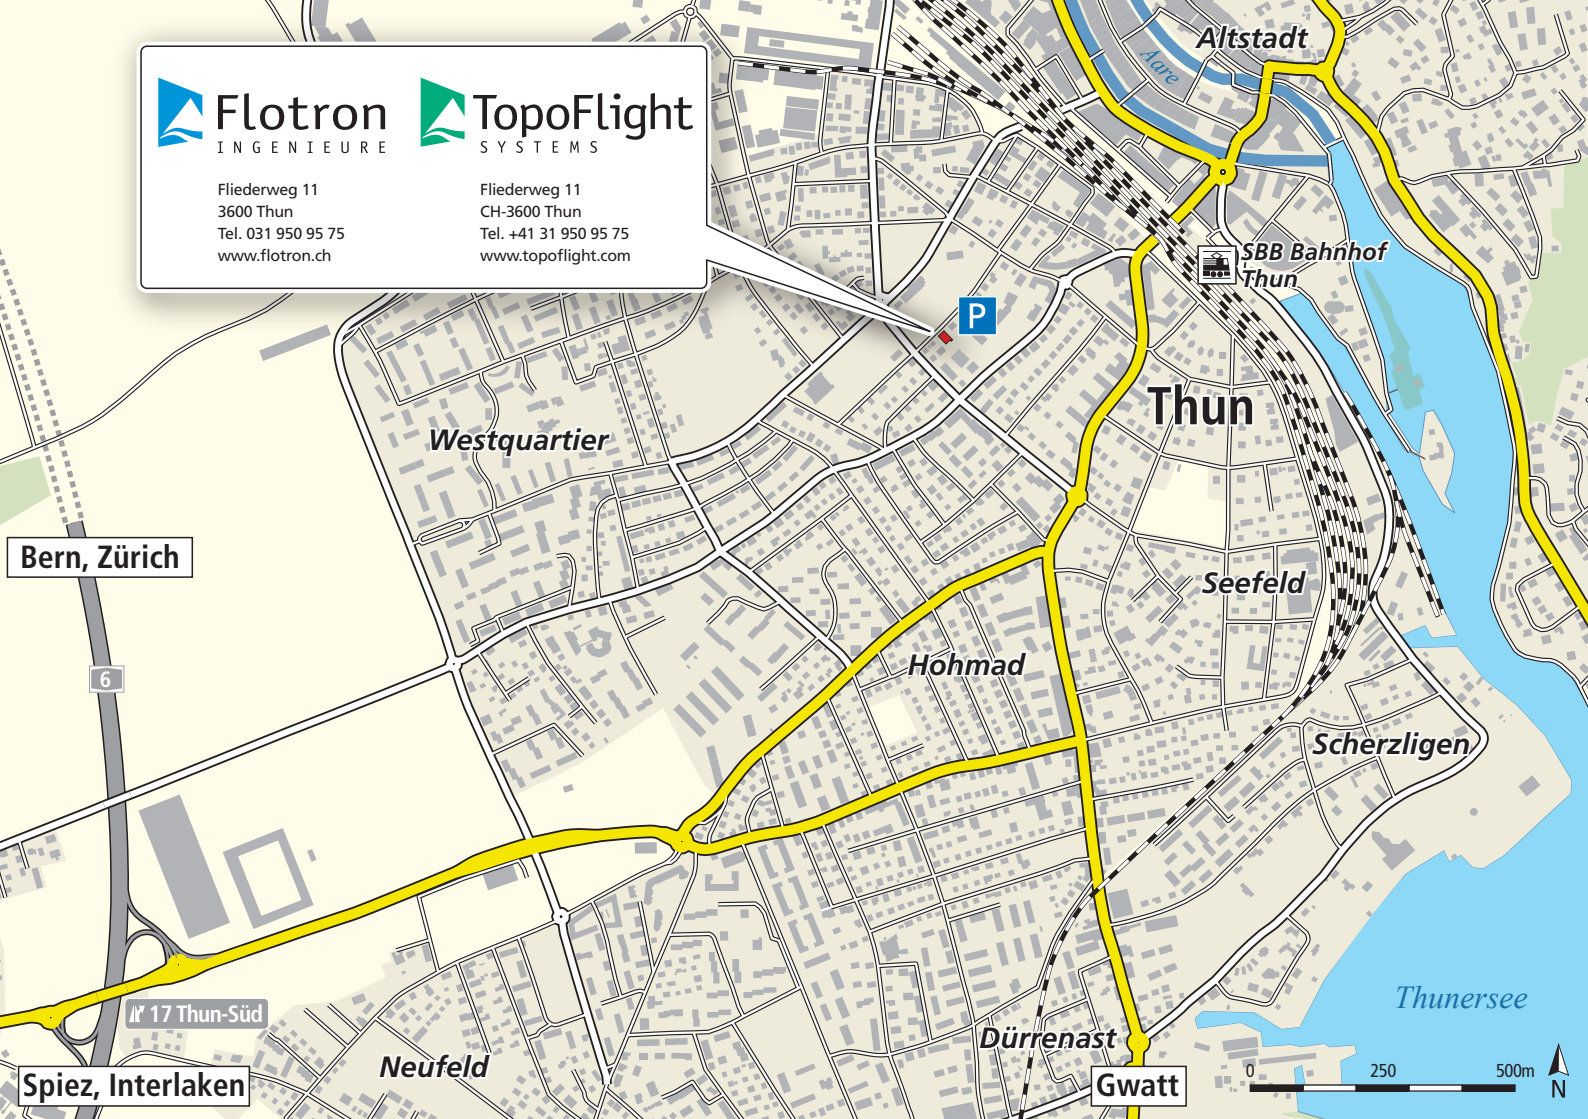 Altstadt
Aare
Flotron
INGENIEURE
Fliederweg 11
3600 Thun
Tel. 031 950 95 75
www.flotron.ch
TopoFlight
SYSTEMS
Fliederweg 11
CH-3600 Thun
Tel. +41 31 950 95 75
www.topoflight.com
SBB Bahnhof
Thun
P
Thun
Westquartier
Bern, Zürich
Seefeld
Hohmad
6
Scherzligen
17 Thun-Süd
Thunersee
Dürrenast
Neufeld
Spiez, Interlaken
Gwatt
0 250 500m
N